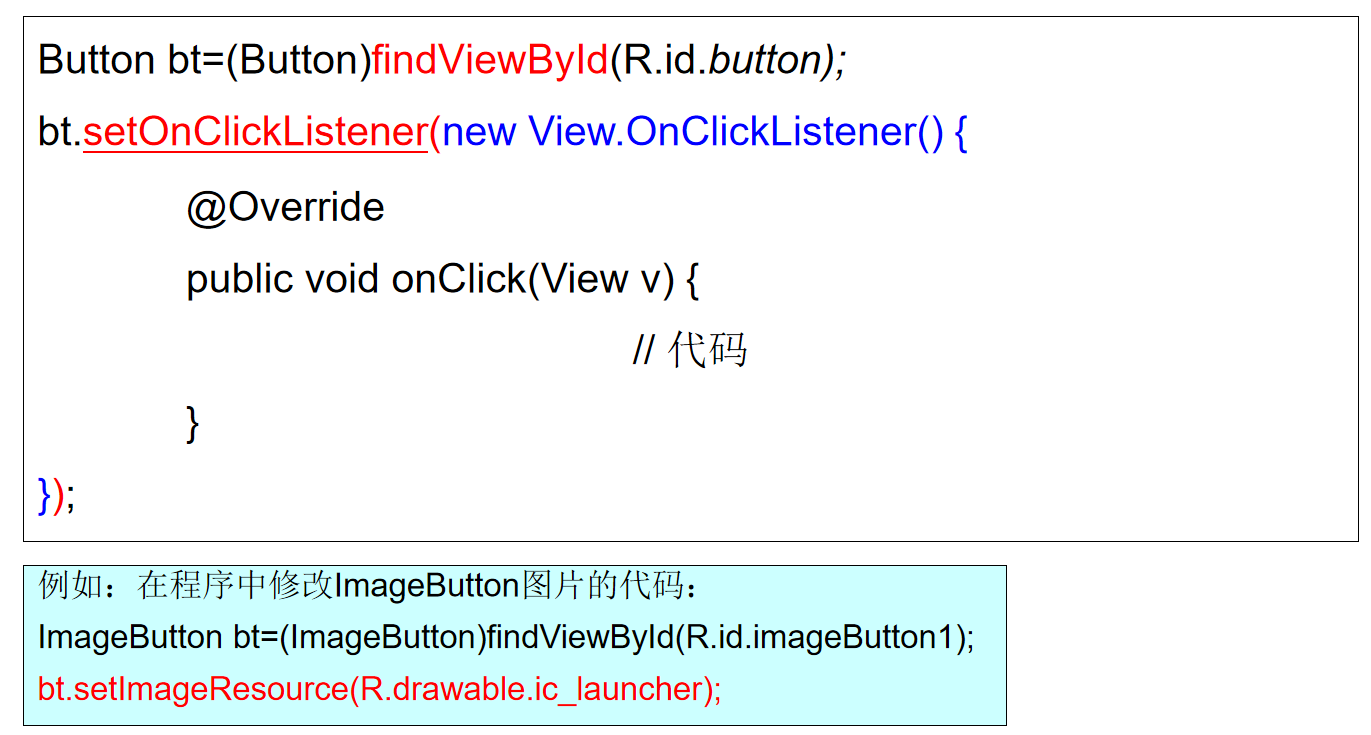 Button bt=(Button)findViewById(R.id.button);
bt.setOnClickListener(new View.OnClickListener() {
@Override
public void onClick(View v) {
// 代码
}
});
例如：在程序中修改ImageButton图片的代码：
ImageButton bt=(ImageButton)findViewById(R.id.imageButton1);
bt.setImageResource(R.drawable.ic_launcher);